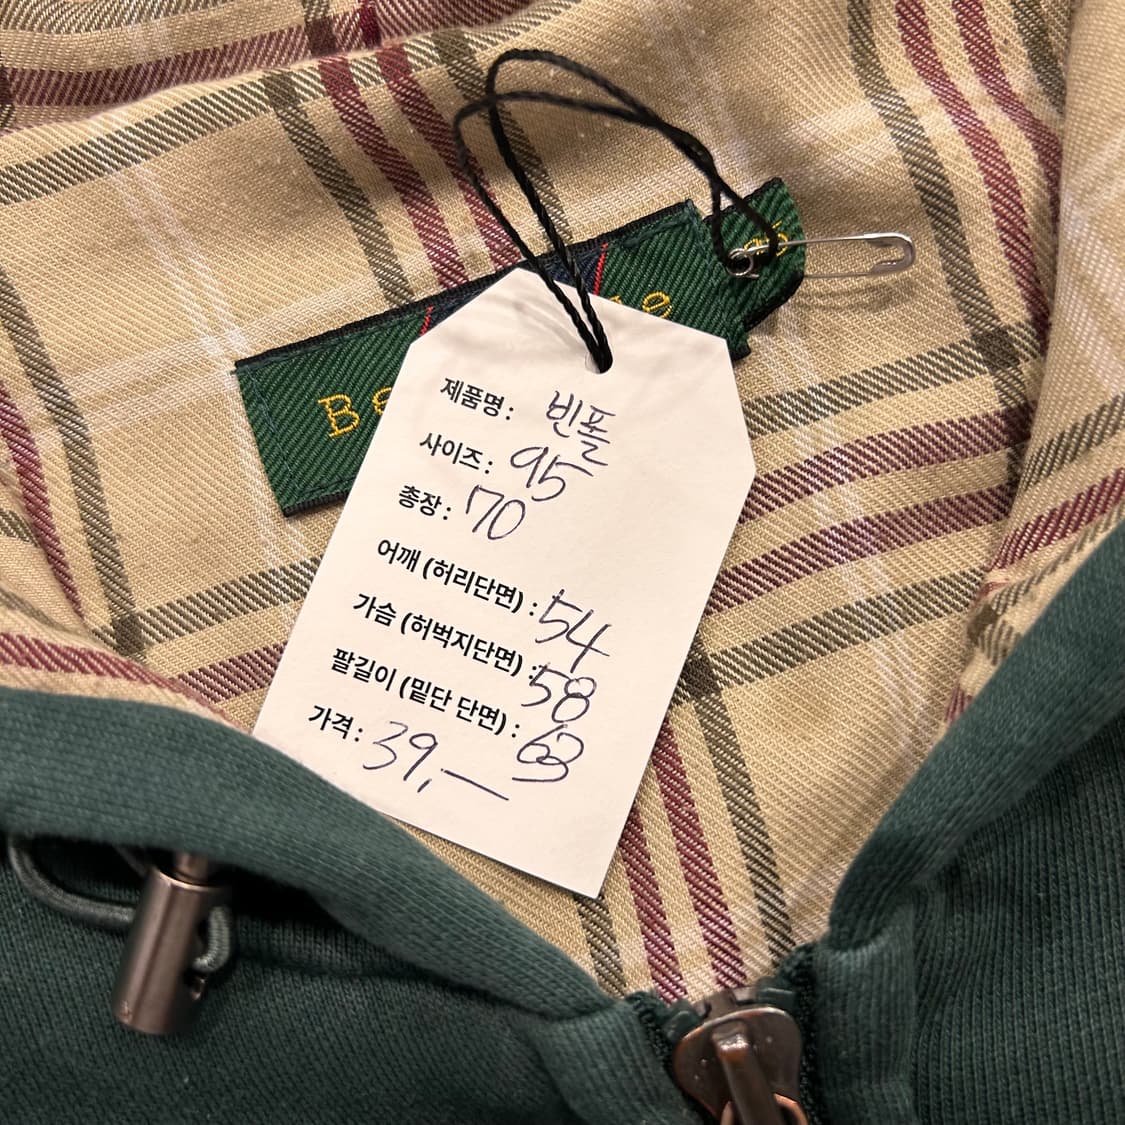 제품명: 빈폴
사이즈: 95
총장: 70
어깨 (허리단면) : 54
가슴 (허벅지단면) : 58
팔길이 (밑단 단면) : 63
가격: 39,—
95